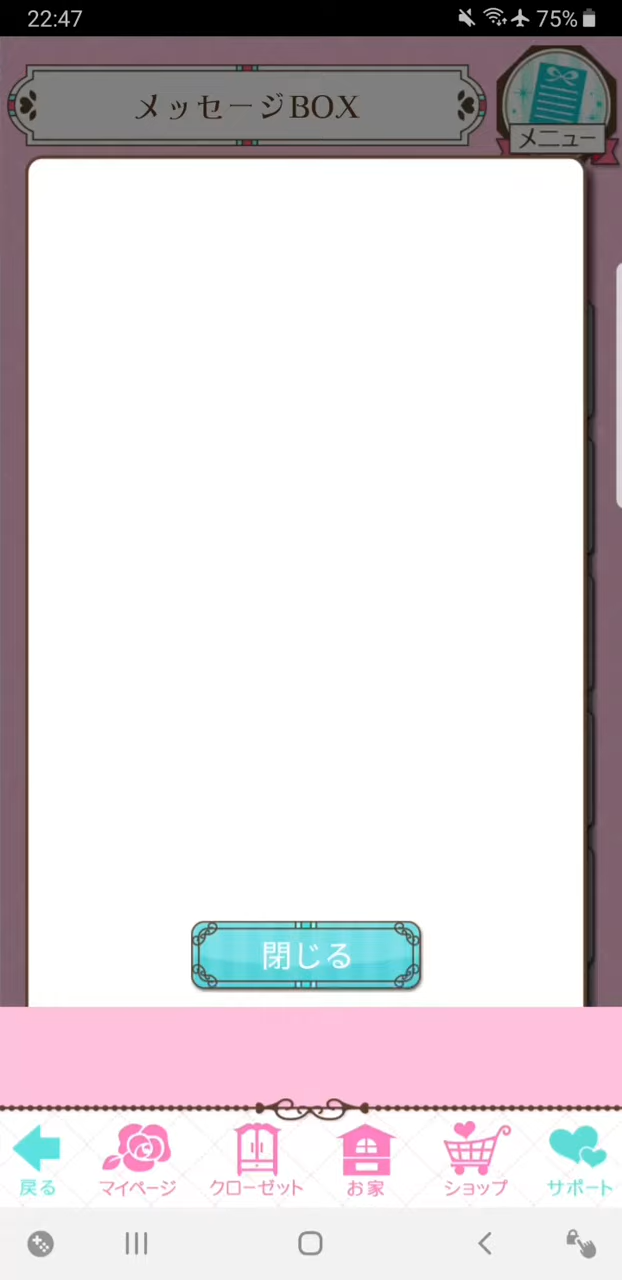 22:47
75%
メッセージBOX
メニュー
閉じる
戻る
マイページ
クローゼット
お家
ショップ
サポート